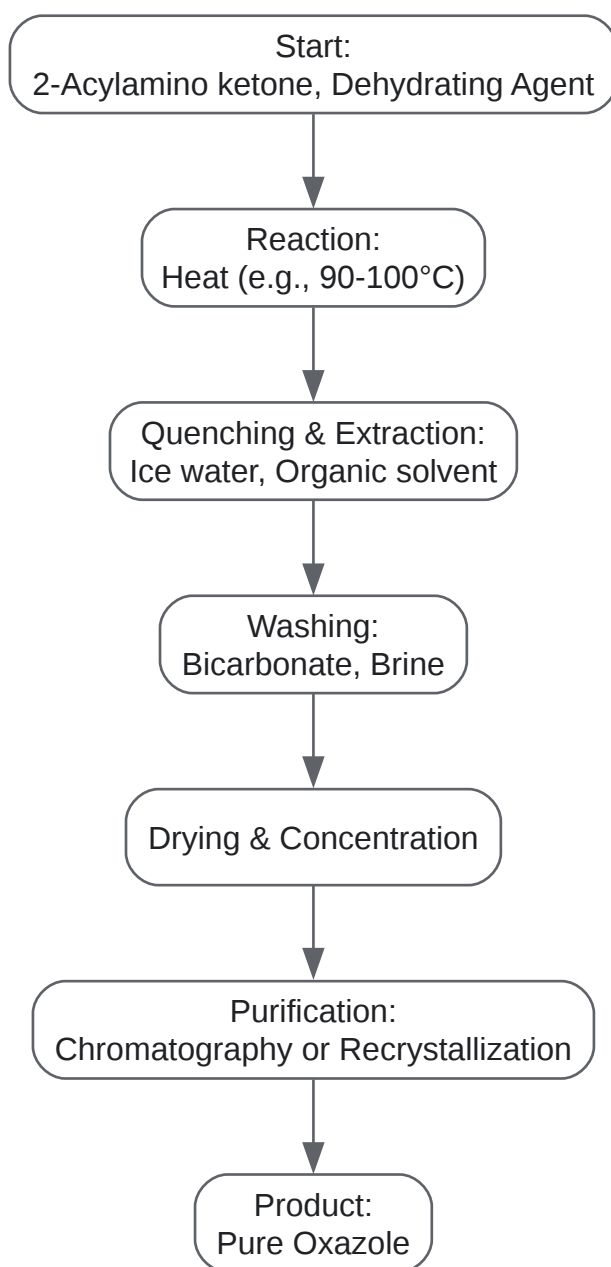 Start:
2-Acylamino ketone, Dehydrating Agent
Reaction:
Heat (e.g., 90-100°C)
Quenching & Extraction:
Ice water, Organic solvent
Washing:
Bicarbonate, Brine
Drying & Concentration
Purification:
Chromatography or Recrystallization
Product:
Pure Oxazole